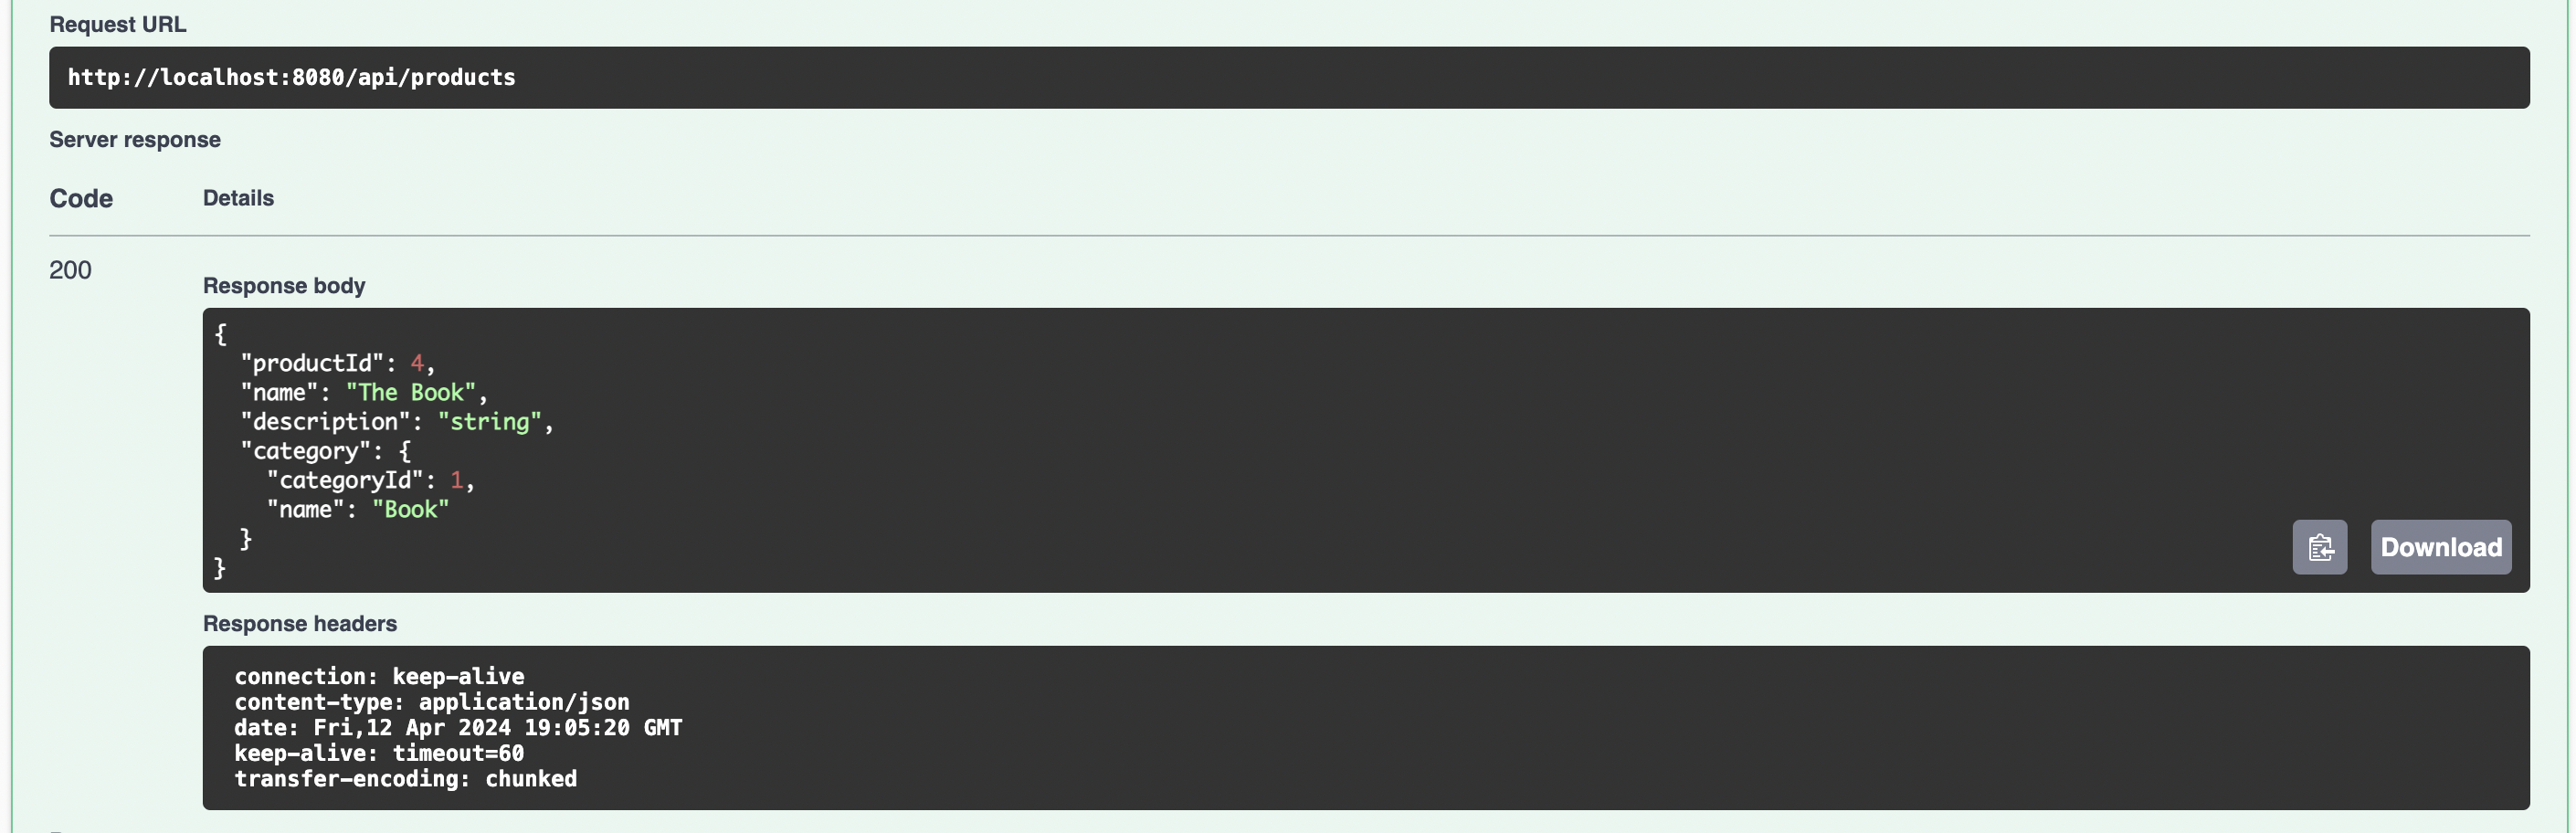 Request URL
http://localhost:8080/api/products
Server response
Code Details
200
Response body
{
  "productId": 4,
  "name": "The Book",
  "description": "string",
  "category": {
    "categoryId": 1,
    "name": "Book"
  }
}
Download
Response headers
connection: keep-alive
content-type: application/json
date: Fri,12 Apr 2024 19:05:20 GMT
keep-alive: timeout=60
transfer-encoding: chunked